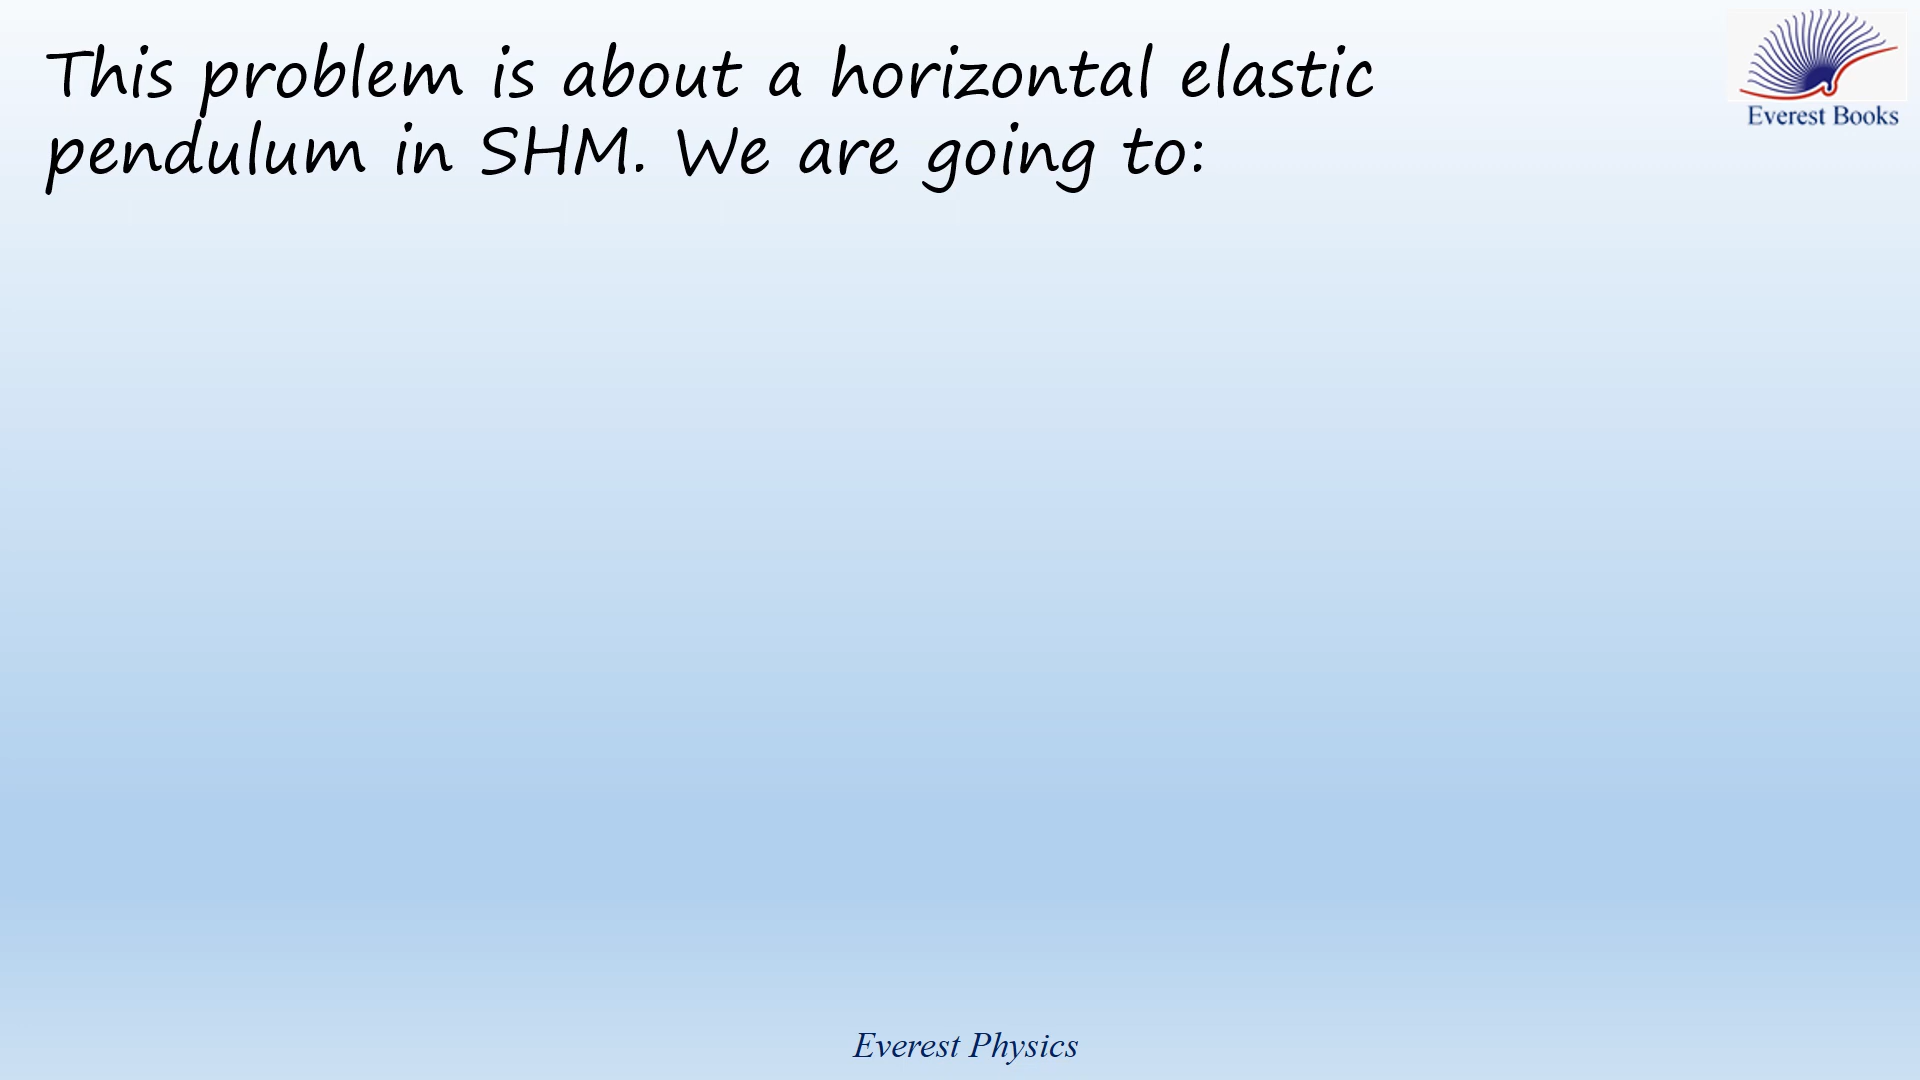 This problem is about a horizontal elastic
pendulum in SHM. We are going to:
Everest Books
Everest Physics